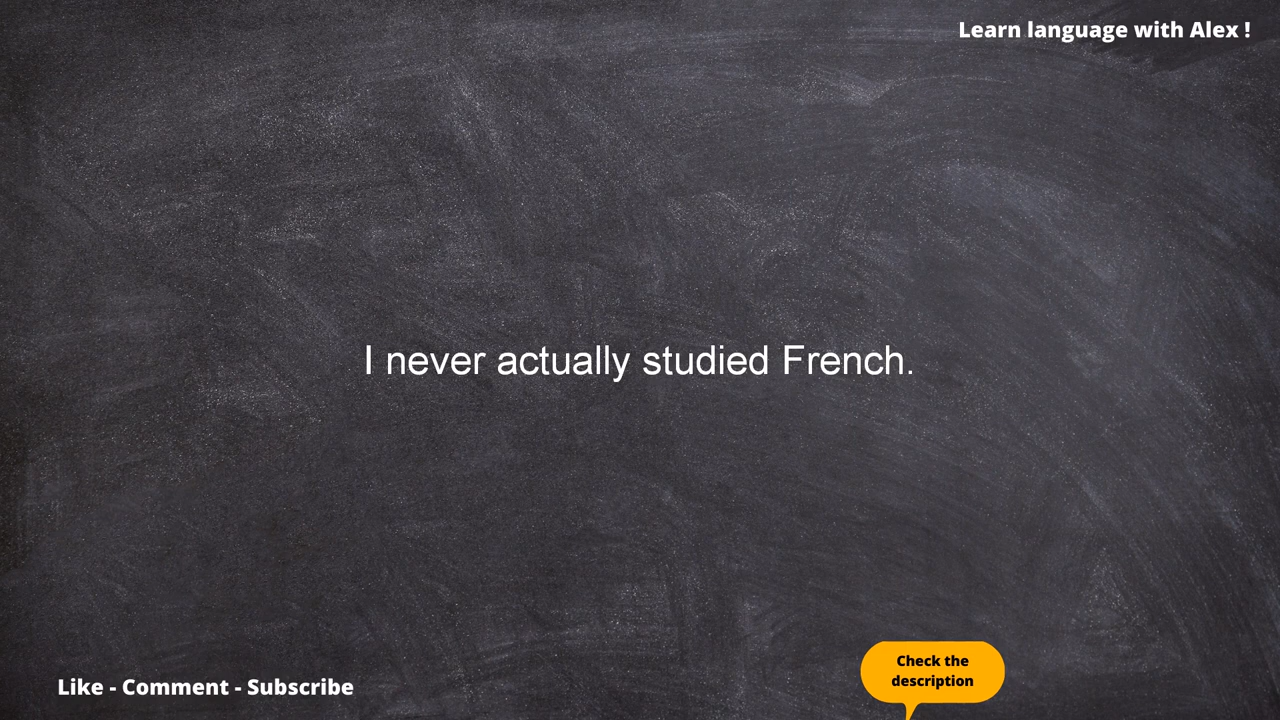 Learn language with Alex !
I never actually studied French.
Check the
description
Like - Comment - Subscribe